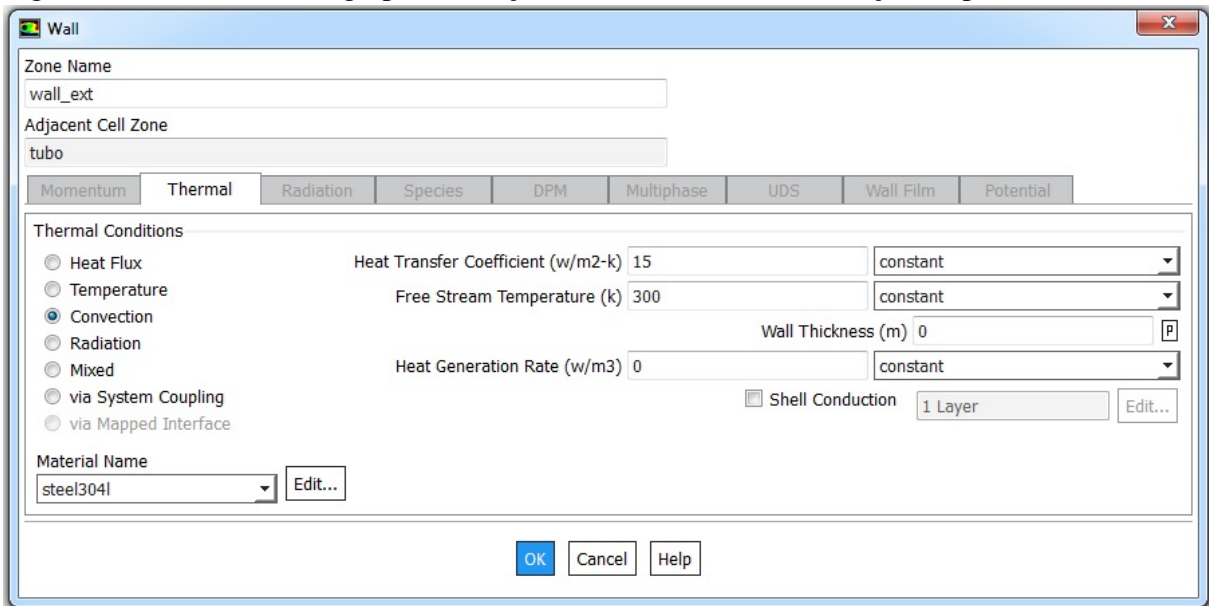 Wall
Zone Name
wall_ext
Adjacent Cell Zone
tubo
Momentum Thermal Radiation Species DPM Multiphase UDS Wall Film Potential
Thermal Conditions
Heat Flux
Temperature
Convection
Radiation
Mixed
via System Coupling
via Mapped Interface
Heat Transfer Coefficient (w/m2-k) 15 constant
Free Stream Temperature (k) 300 constant
Wall Thickness (m) 0 P
Heat Generation Rate (w/m3) 0 constant
Shell Conduction 1 Layer Edit...
Material Name
steel304l Edit...
OK Cancel Help